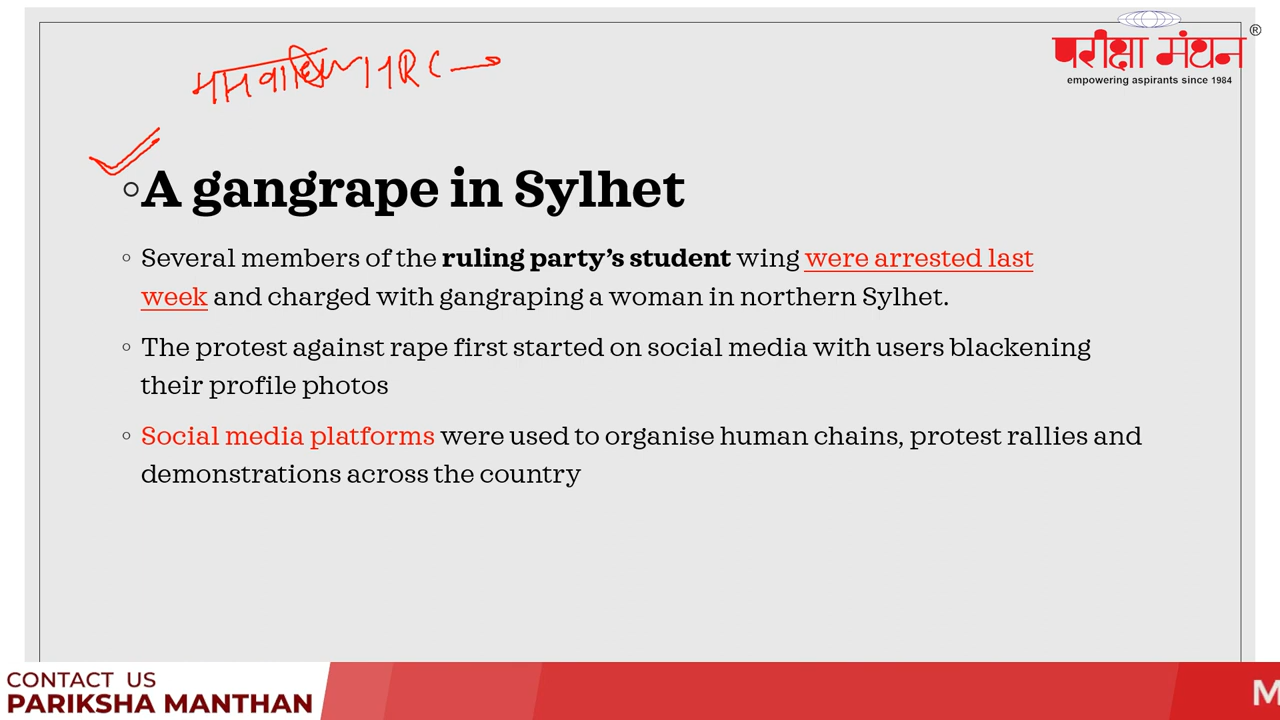 परीक्षा मंथन ®
empowering aspirants since 1984
A gangrape in Sylhet
Several members of the ruling party’s student wing were arrested last
week and charged with gangraping a woman in northern Sylhet.
The protest against rape first started on social media with users blackening
their profile photos
Social media platforms were used to organise human chains, protest rallies and
demonstrations across the country
CONTACT US
PARIKSHA MANTHAN
M